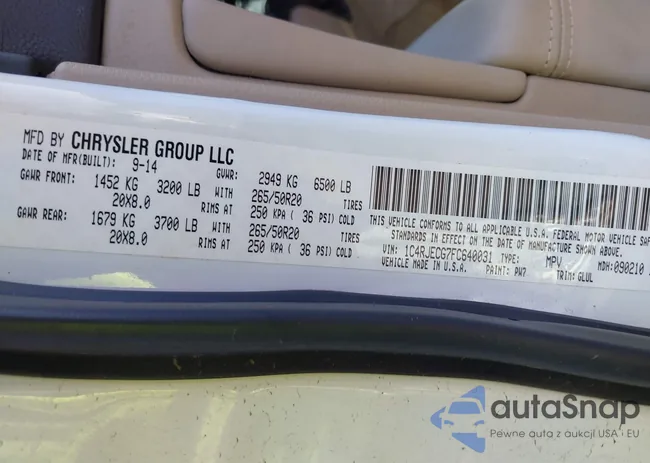 MFD BY CHRYSLER GROUP LLC
DATE OF MFR(BUILT): 9-14 GVWR: 2949 KG 6500 LB
GAWR FRONT: 1452 KG 3200 LB WITH 265/50R20 TIRES
20X8.0 RIMS AT 250 KPA ( 36 PSI) COLD
GAWR REAR: 1679 KG 3700 LB WITH 265/50R20 TIRES
20X8.0 RIMS AT 250 KPA ( 36 PSI) COLD
THIS VEHICLE CONFORMS TO ALL APPLICABLE U.S.A. FEDERAL MOTOR VEHICLE SAF
STANDARDS IN EFFECT ON THE DATE OF MANUFACTURE SHOWN ABOVE.
VIN: 1C4RJECG7FC640031 TYPE: MPV MDH:090210
VEHICLE MADE IN U.S.A. PAINT: PW7 TRIM: GLUL
autaSnap
Pewne auta z aukcji USA i EU